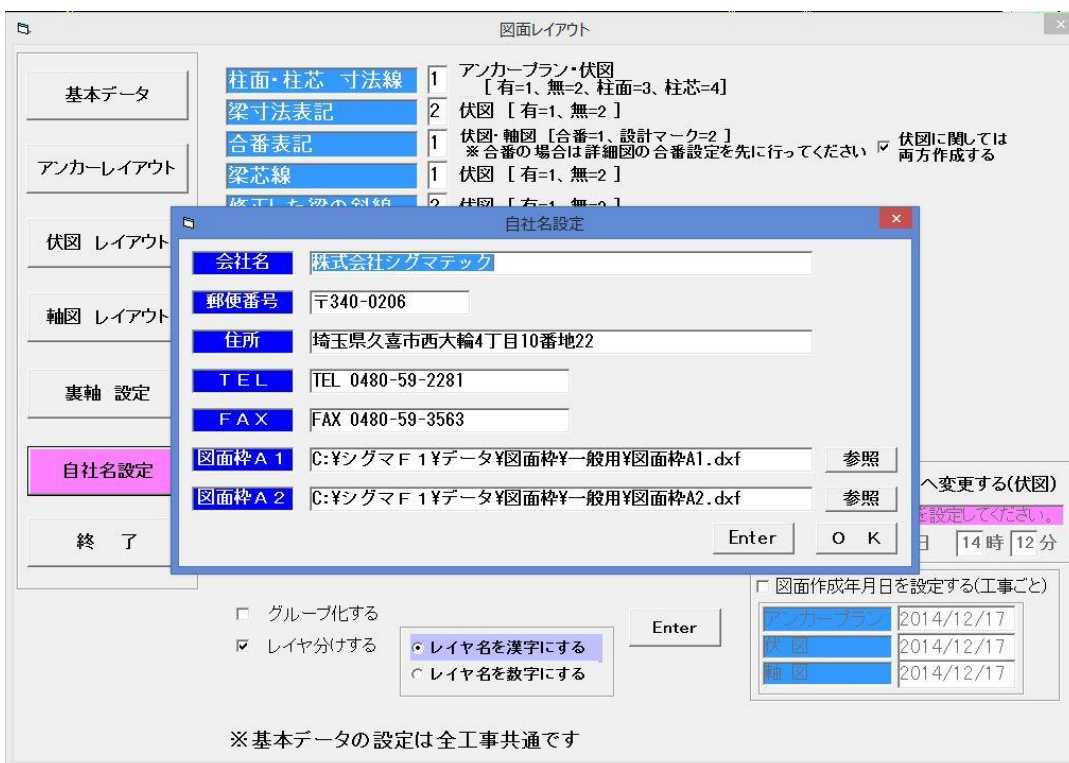 図面レイアウト
基本データ
アンカーレイアウト
伏図 レイアウト
軸図 レイアウト
裏軸 設定
自社名設定
終 了
柱面・柱芯 寸法線 1 アンカープラン・伏図
[ 有=1、無=2、柱面=3、柱芯=4]
梁寸法表記 2 伏図 [ 有=1、無=2 ]
合番表記 1 伏図・軸図 [合番=1、設計マーク=2 ]
※合番の場合は詳細図の合番設定を先に行ってください
伏図に関しては
両方作成する
梁芯線 1 伏図 [ 有=1、無=2 ]
修正した梁の斜線 2 伏図 [ 有=1、無=2 ]
自社名設定
会社名 株式会社シグマテック
郵便番号 〒340-0206
住所 埼玉県久喜市西大輪4丁目10番地22
TEL TEL 0480-59-2281
FAX FAX 0480-59-3563
図面枠A1 C:¥シグマF1¥データ¥図面枠¥一般用¥図面枠A1.dxf 参照
図面枠A2 C:¥シグマF1¥データ¥図面枠¥一般用¥図面枠A2.dxf 参照
Enter OK
へ変更する(伏図)
を設定してください。
日 14 時 12 分
図面作成年月日を設定する(工事ごと)
アンカープラン 2014/12/17
伏 図 2014/12/17
軸 図 2014/12/17
グループ化する
レイヤ分けする
レイヤ名を漢字にする
レイヤ名を数字にする
Enter
※基本データの設定は全工事共通です